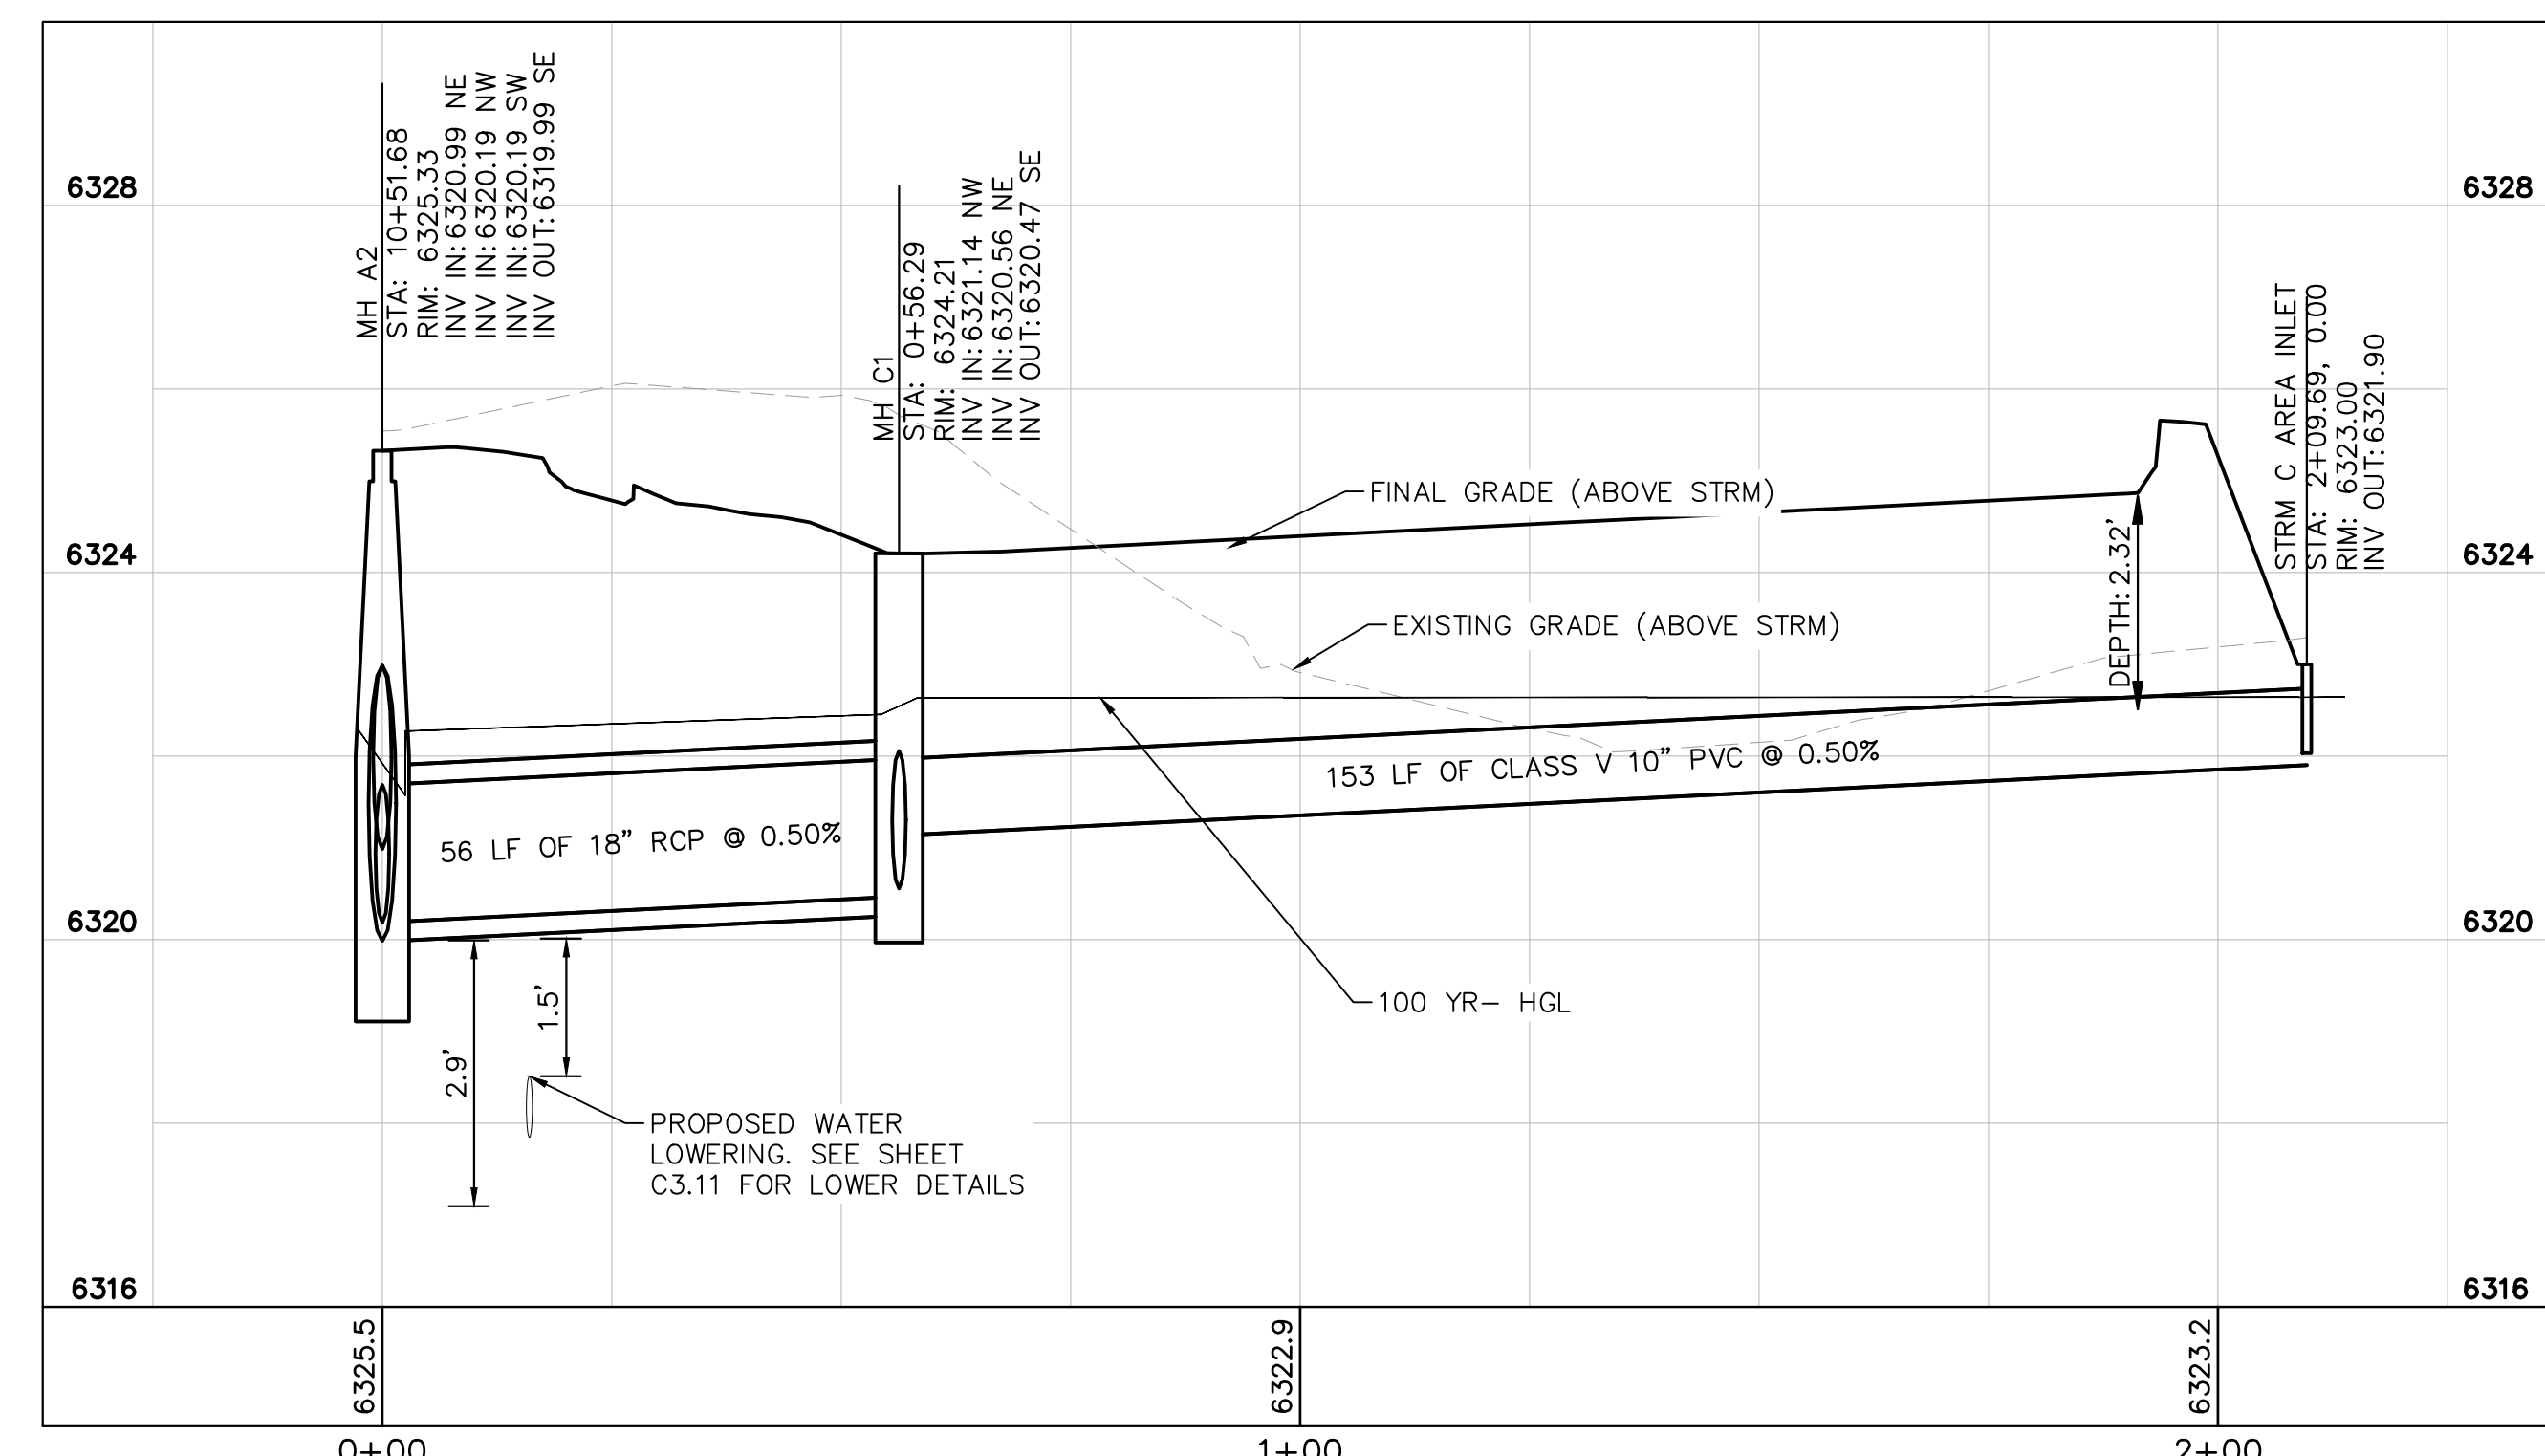 MH A2
STA: 10+51.68
RIM: 6325.33
INV IN:6320.99 NE
INV IN:6320.19 NW
INV IN:6320.19 SW
INV OUT:6319.99 SE
MH C1
STA: 0+56.29
RIM: 6324.21
INV IN:6321.14 NW
INV IN:6320.56 NE
INV OUT:6320.47 SE
STRM C AREA INLET
STA: 2+09.69, 0.00
RIM: 6323.00
INV OUT:6321.90
6328
6328
FINAL GRADE (ABOVE STRM)
6324
6324
DEPTH: 2.32'
EXISTING GRADE (ABOVE STRM)
153 LF OF CLASS V 10" PVC @ 0.50%
56 LF OF 18" RCP @ 0.50%
6320
6320
1.5'
2.9'
100 YR- HGL
PROPOSED WATER
LOWERING. SEE SHEET
C3.11 FOR LOWER DETAILS
6316
6316
6325.5
6322.9
6323.2
0+00
1+00
2+00